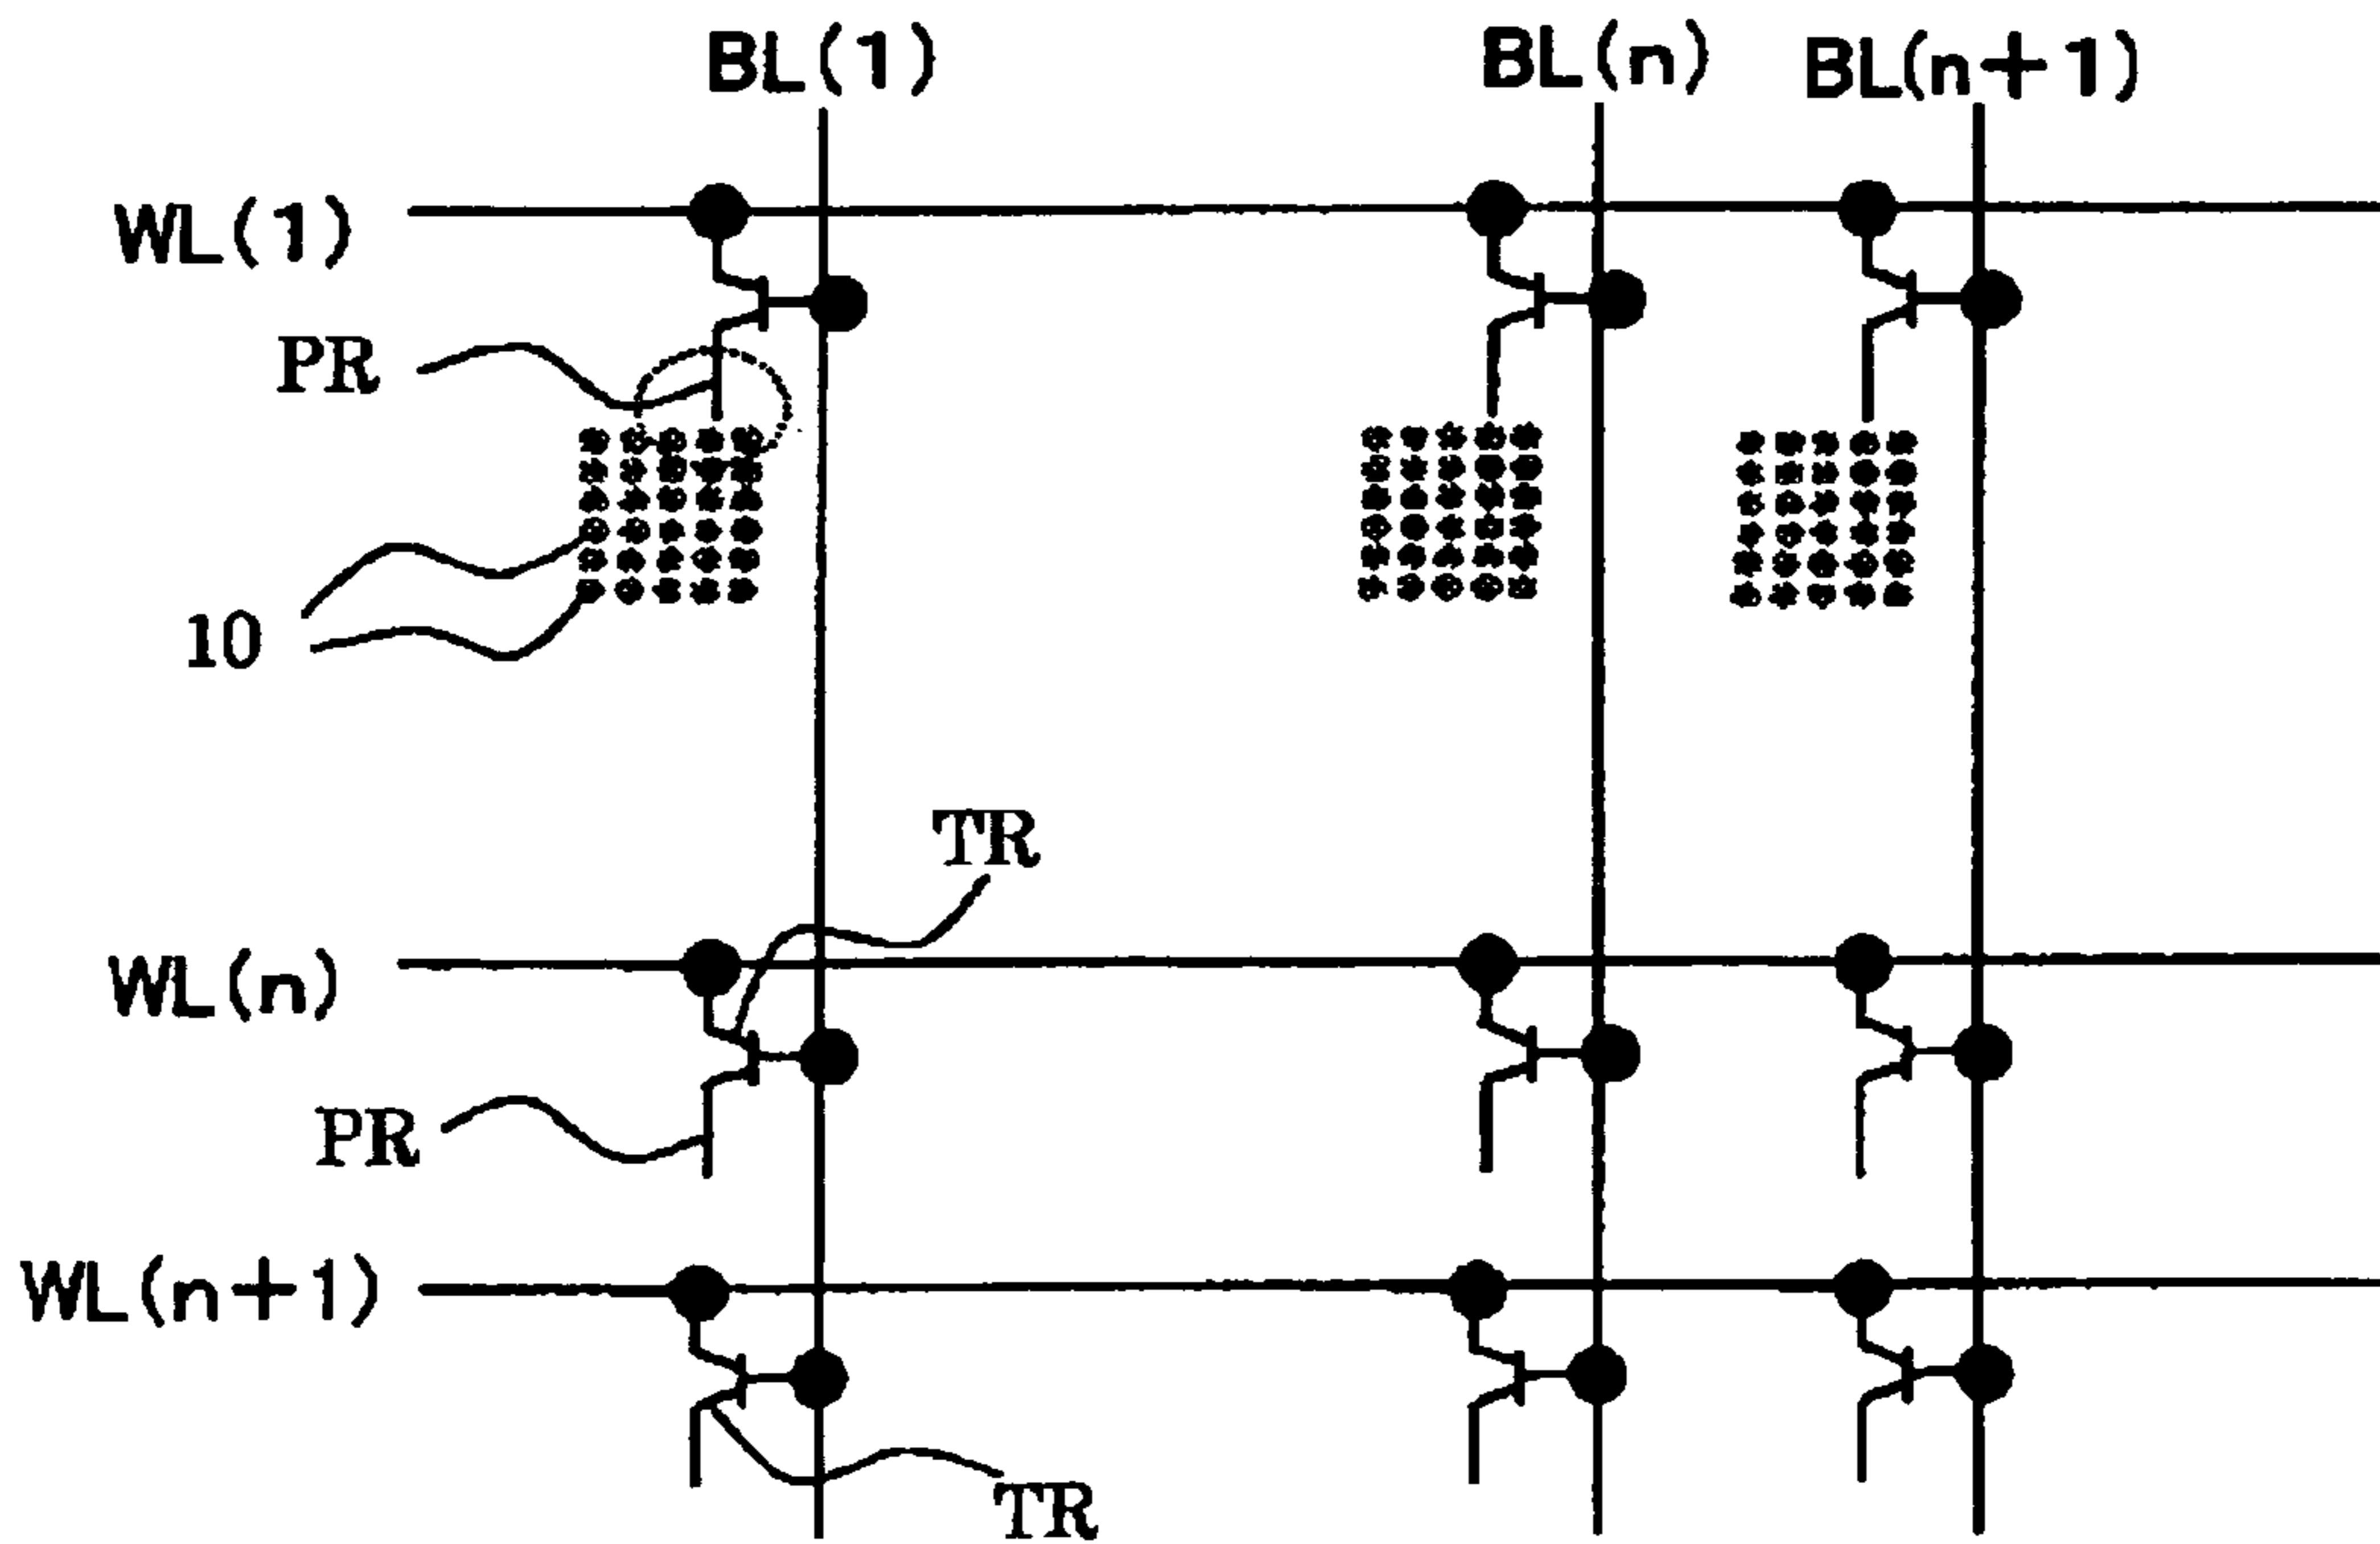 BL(1)
BL(n)
BL(n+1)
WL(1)
PR
10
TR
WL(n)
PR
WL(n+1)
TR